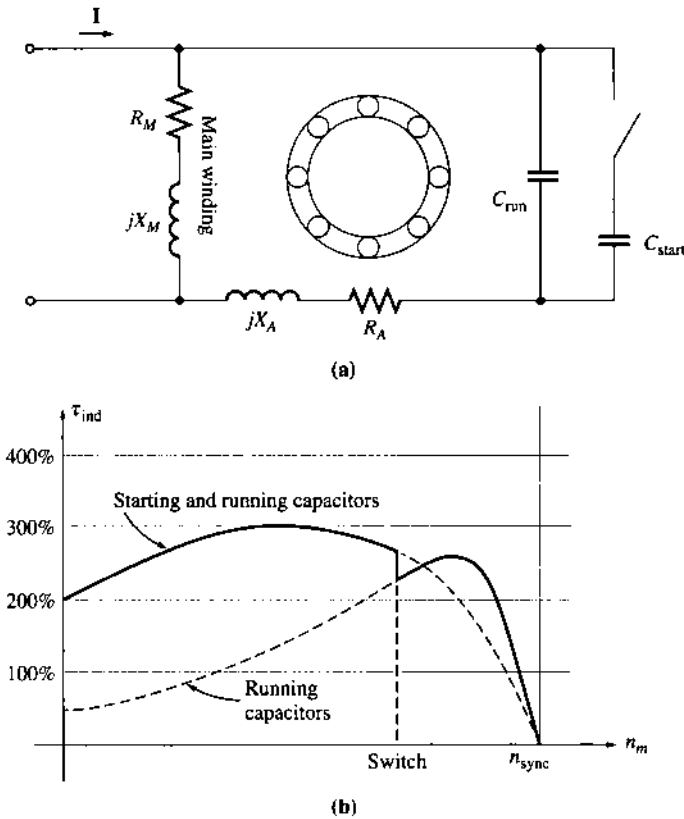 I
R_M
Main winding
jX_M
C_run
C_start
jX_A
R_A
(a)
τ_ind
400%
Starting and running capacitors
300%
200%
100%
Running
capacitors
Switch
n_sync
n_m
(b)